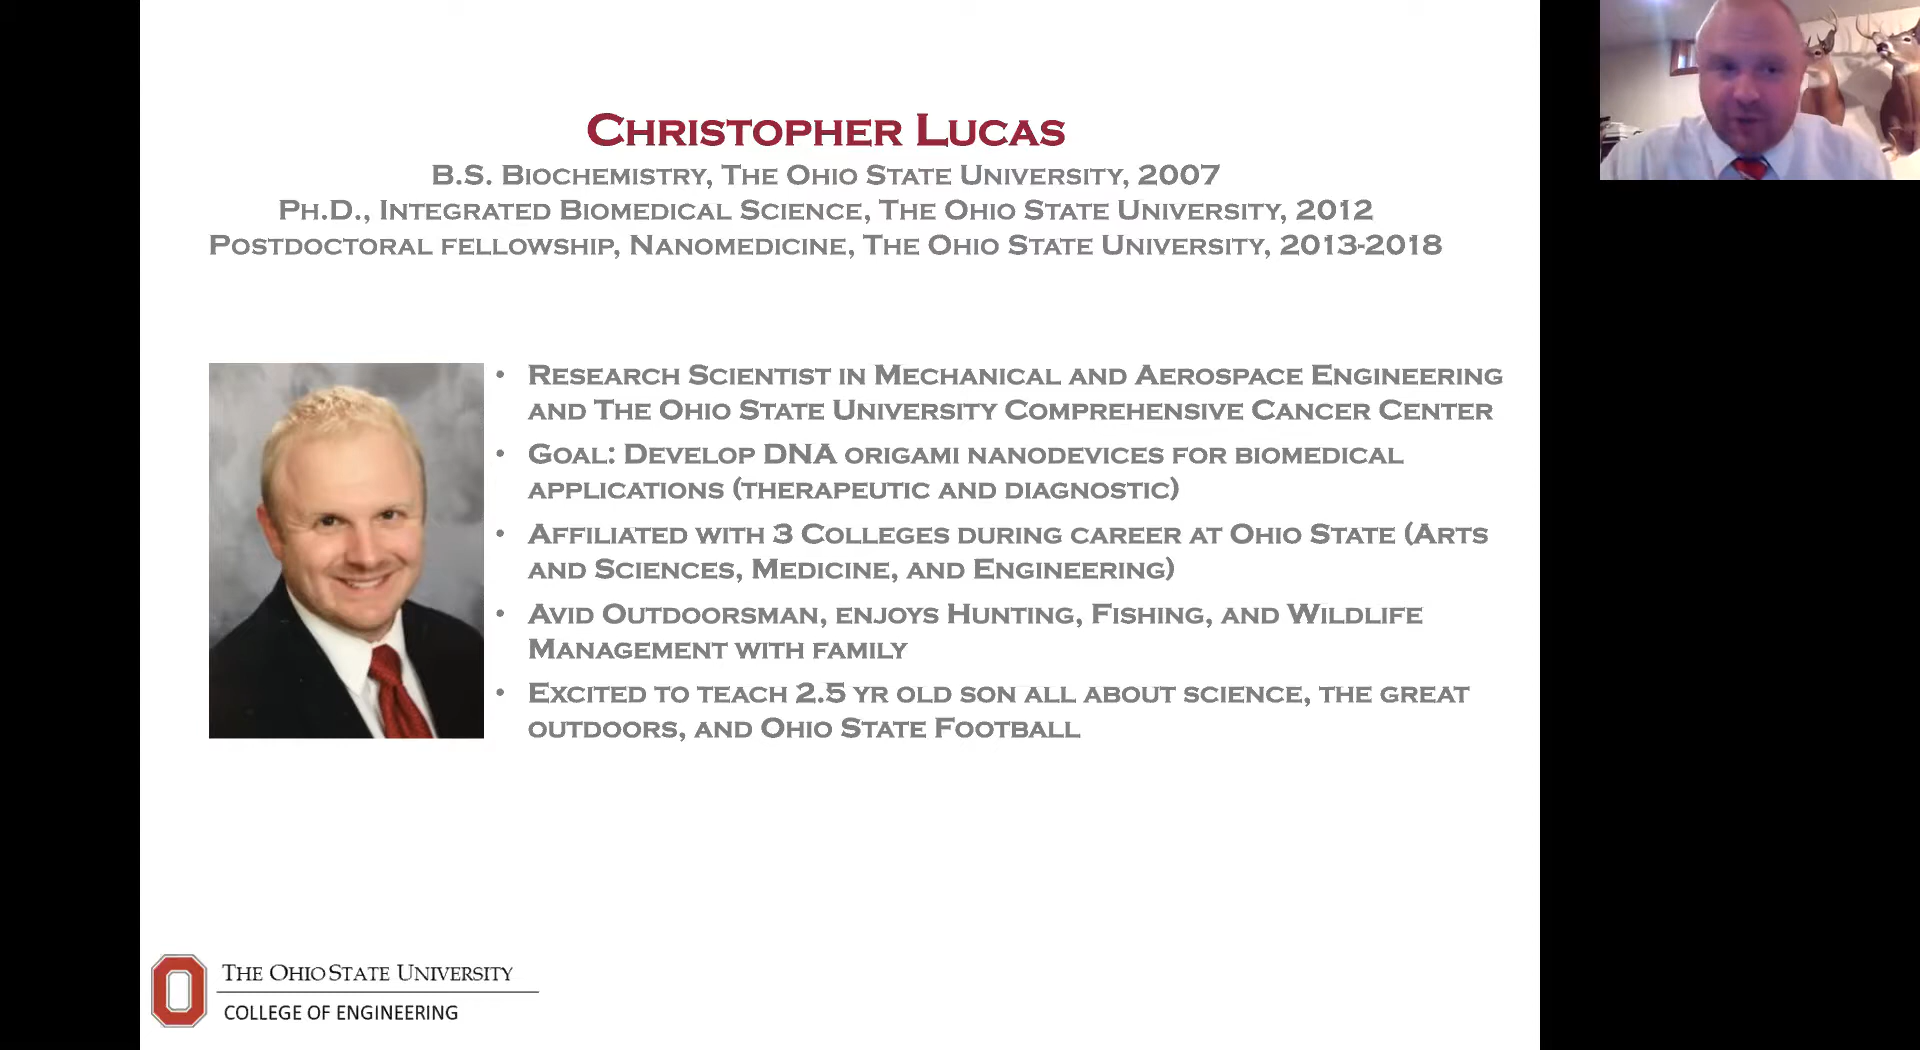 Christopher Lucas
B.S. Biochemistry, The Ohio State University, 2007
Ph.D., Integrated Biomedical Science, The Ohio State University, 2012
Postdoctoral fellowship, Nanomedicine, The Ohio State University, 2013-2018
• Research Scientist in Mechanical and Aerospace Engineering
and The Ohio State University Comprehensive Cancer Center
• Goal: Develop DNA origami nanodevices for biomedical
applications (therapeutic and diagnostic)
• Affiliated with 3 Colleges during career at Ohio State (Arts
and Sciences, Medicine, and Engineering)
• Avid Outdoorsman, enjoys Hunting, Fishing, and Wildlife
Management with family
• Excited to teach 2.5 yr old son all about science, the great
outdoors, and Ohio State Football
The Ohio State University
COLLEGE OF ENGINEERING